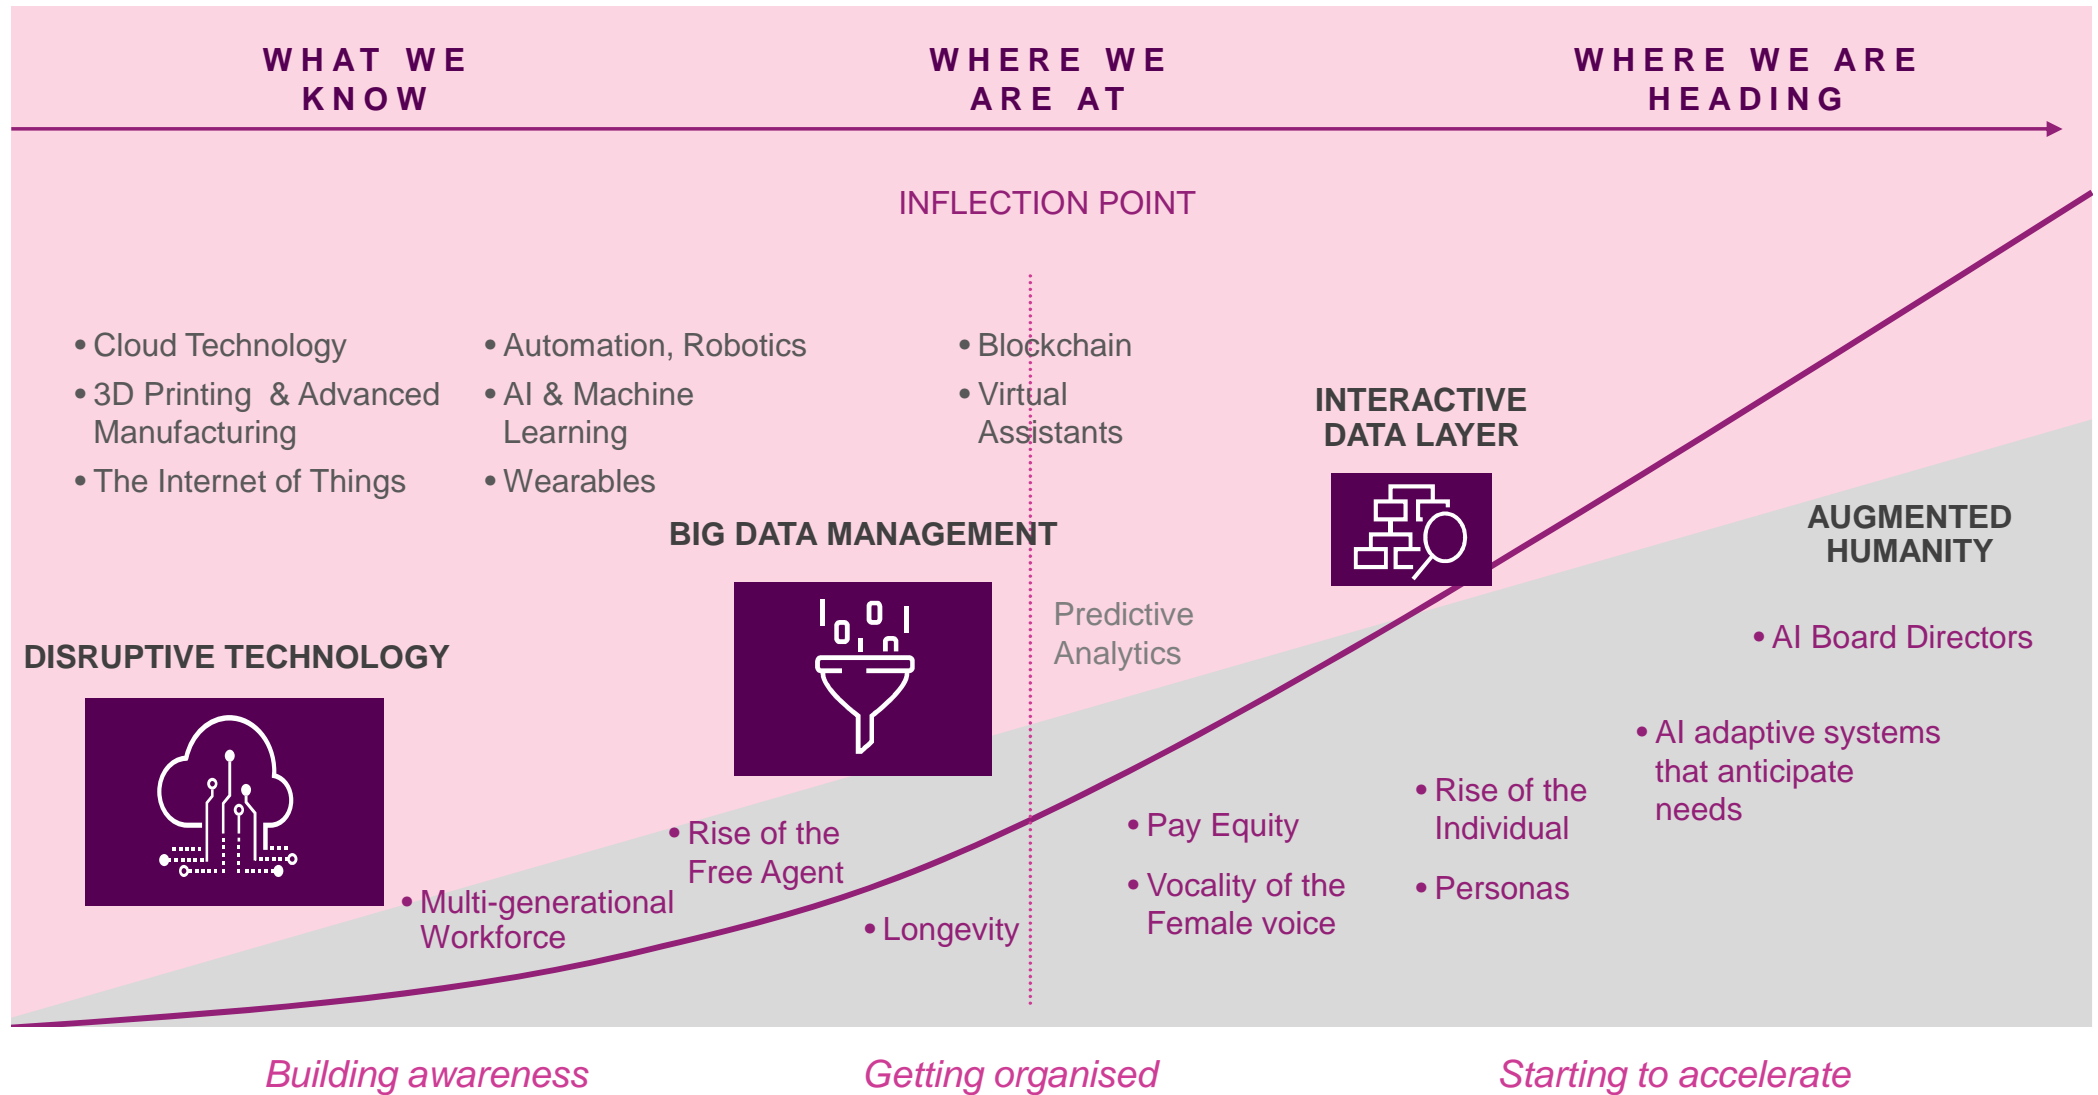 WHAT WE
KNOW
WHERE WE
ARE AT
WHERE WE ARE
HEADING
INFLECTION POINT
• Cloud Technology
• 3D Printing & Advanced
Manufacturing
• The Internet of Things
• Automation, Robotics
• AI & Machine
Learning
• Wearables
• Blockchain
• Virtual
Assistants
INTERACTIVE
DATA LAYER
BIG DATA MANAGEMENT
AUGMENTED
HUMANITY
Predictive
Analytics
DISRUPTIVE TECHNOLOGY
• AI Board Directors
• AI adaptive systems
that anticipate
needs
• Rise of the
Individual
• Personas
• Pay Equity
• Vocality of the
Female voice
• Rise of the
Free Agent
• Multi-generational
Workforce
• Longevity
Building awareness
Getting organised
Starting to accelerate